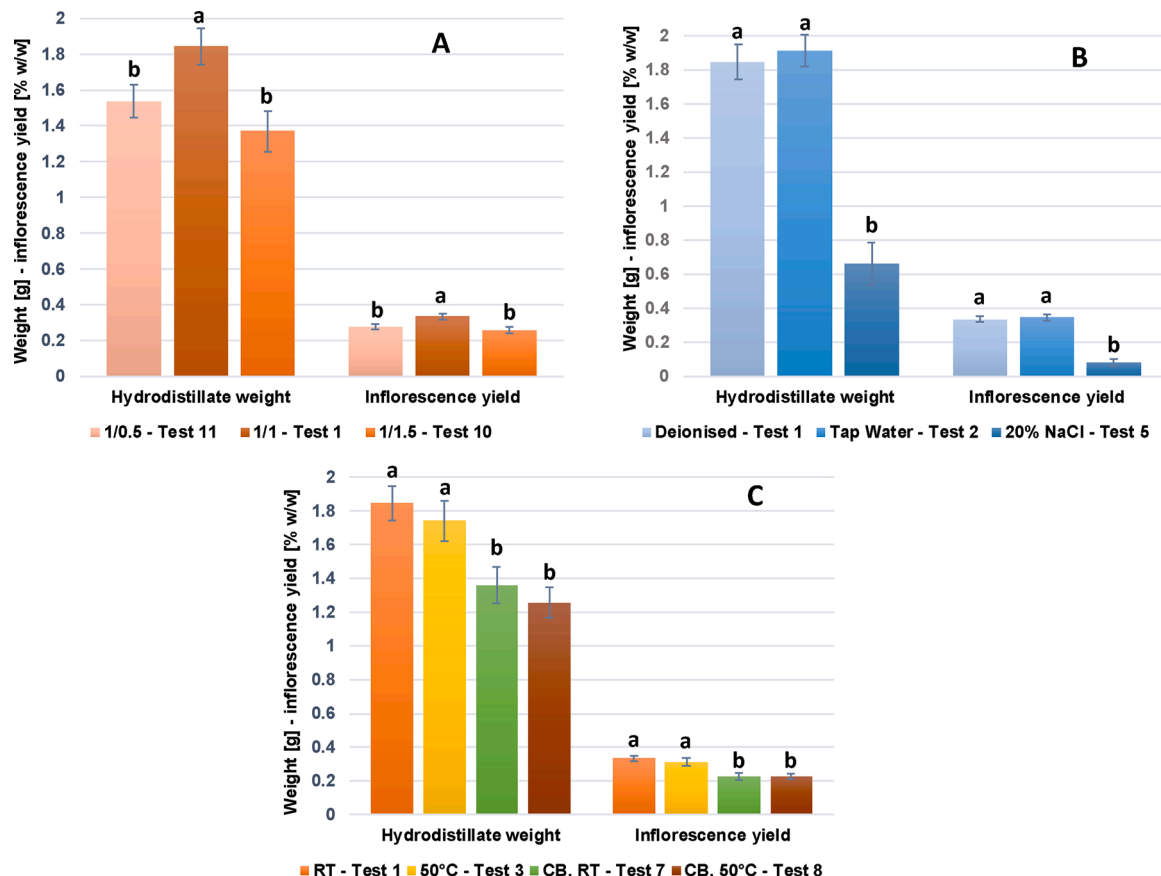 A
Weight [g] - inflorescence yield [% w/w]
2
1.8
1.6
1.4
1.2
1
0.8
0.6
0.4
0.2
0
b
a
b
b
a
b
Hydrodistillate weight
Inflorescence yield
1/0.5 - Test 11
1/1 - Test 1
1/1.5 - Test 10
B
Weight [g] - inflorescence yield [% w/w]
2
1.8
1.6
1.4
1.2
1
0.8
0.6
0.4
0.2
0
a
a
b
a
a
b
Hydrodistillate weight
Inflorescence yield
Deionised - Test 1
Tap Water - Test 2
20% NaCl - Test 5
C
Weight [g] - inflorescence yield [% w/w]
2
1.8
1.6
1.4
1.2
1
0.8
0.6
0.4
0.2
0
a
a
b
b
a
a
b
b
Hydrodistillate weight
Inflorescence yield
RT - Test 1
50°C - Test 3
CB, RT - Test 7
CB, 50°C - Test 8